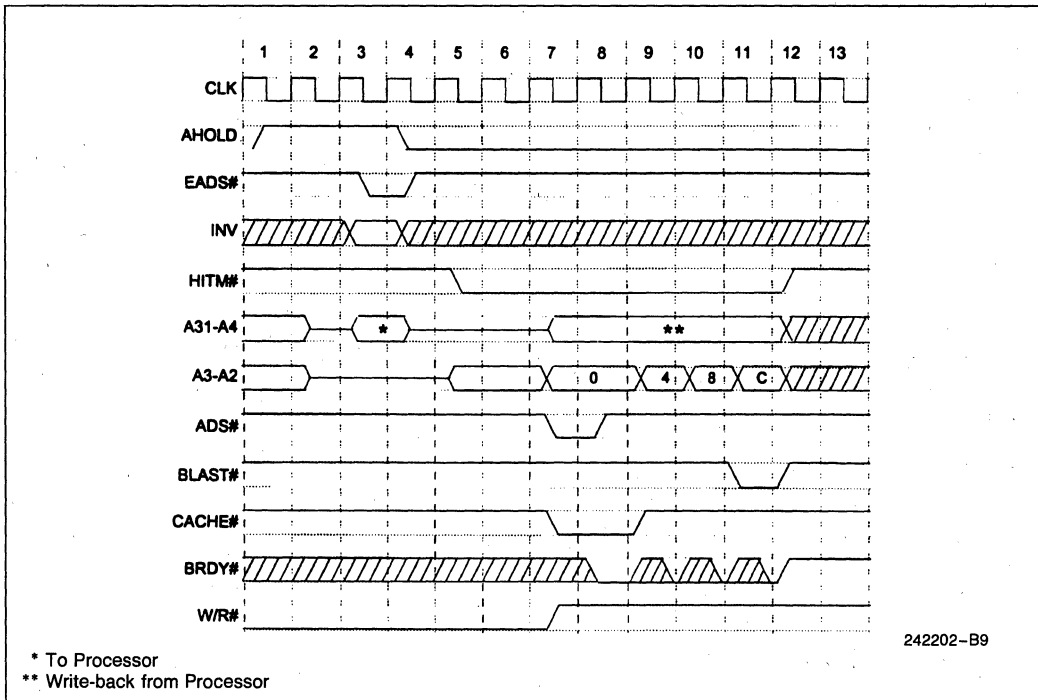 1 2 3 4 5 6 7 8 9 10 11 12 13
CLK
AHOLD
EADS#
INV
HITM#
A31-A4 * **
A3-A2 0 4 8 C
ADS#
BLAST#
CACHE#
BRDY#
W/R#
242202-B9
* To Processor
** Write-back from Processor